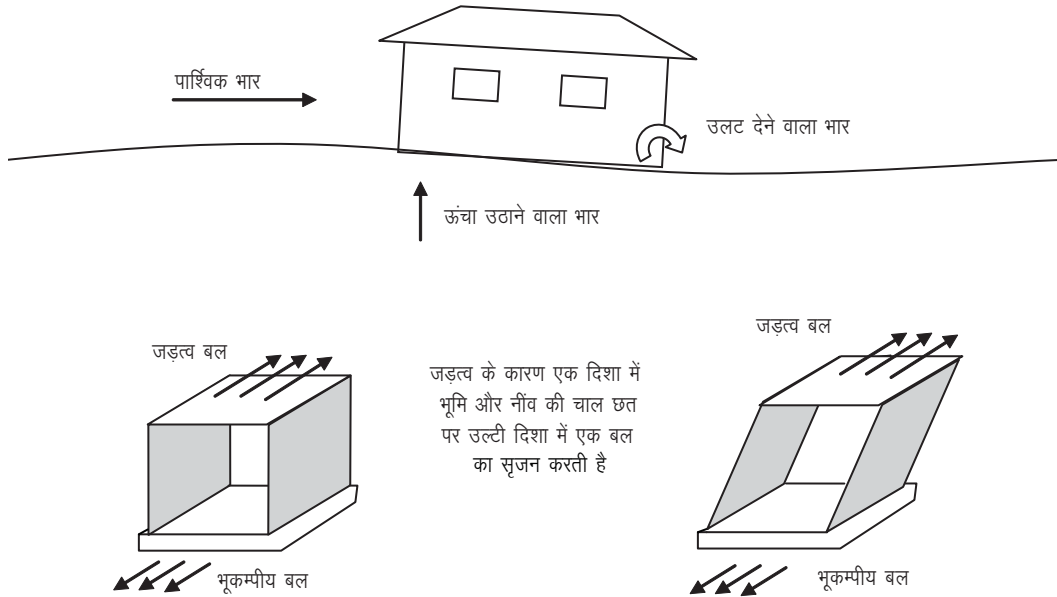 पार्श्विक भार
उलट देने वाला भार
ऊंचा उठाने वाला भार
जड़त्व बल
जड़त्व बल
जड़त्व के कारण एक दिशा में
भूमि और नींव की चाल छत
पर उल्टी दिशा में एक बल
का सृजन करती है
भूकम्पीय बल
भूकम्पीय बल